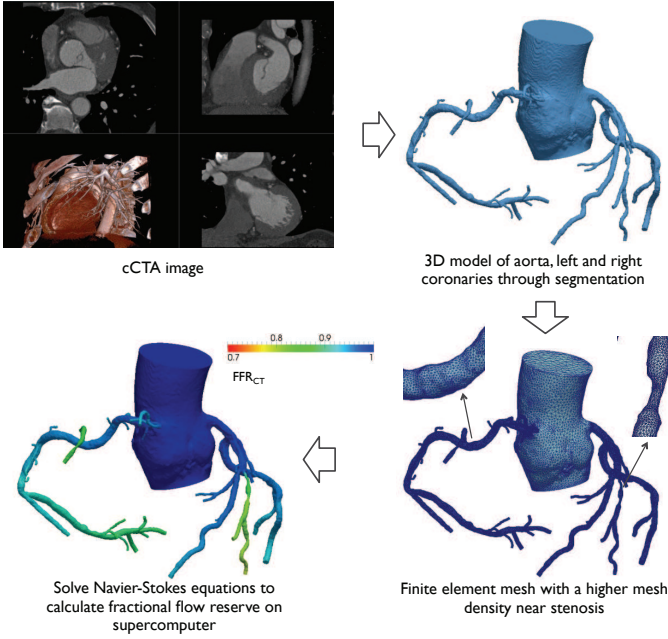 cCTA image
3D model of aorta, left and right
coronaries through segmentation
0.8
0.9
0.7
1
FFRCT
Solve Navier-Stokes equations to
calculate fractional flow reserve on
supercomputer
Finite element mesh with a higher mesh
density near stenosis